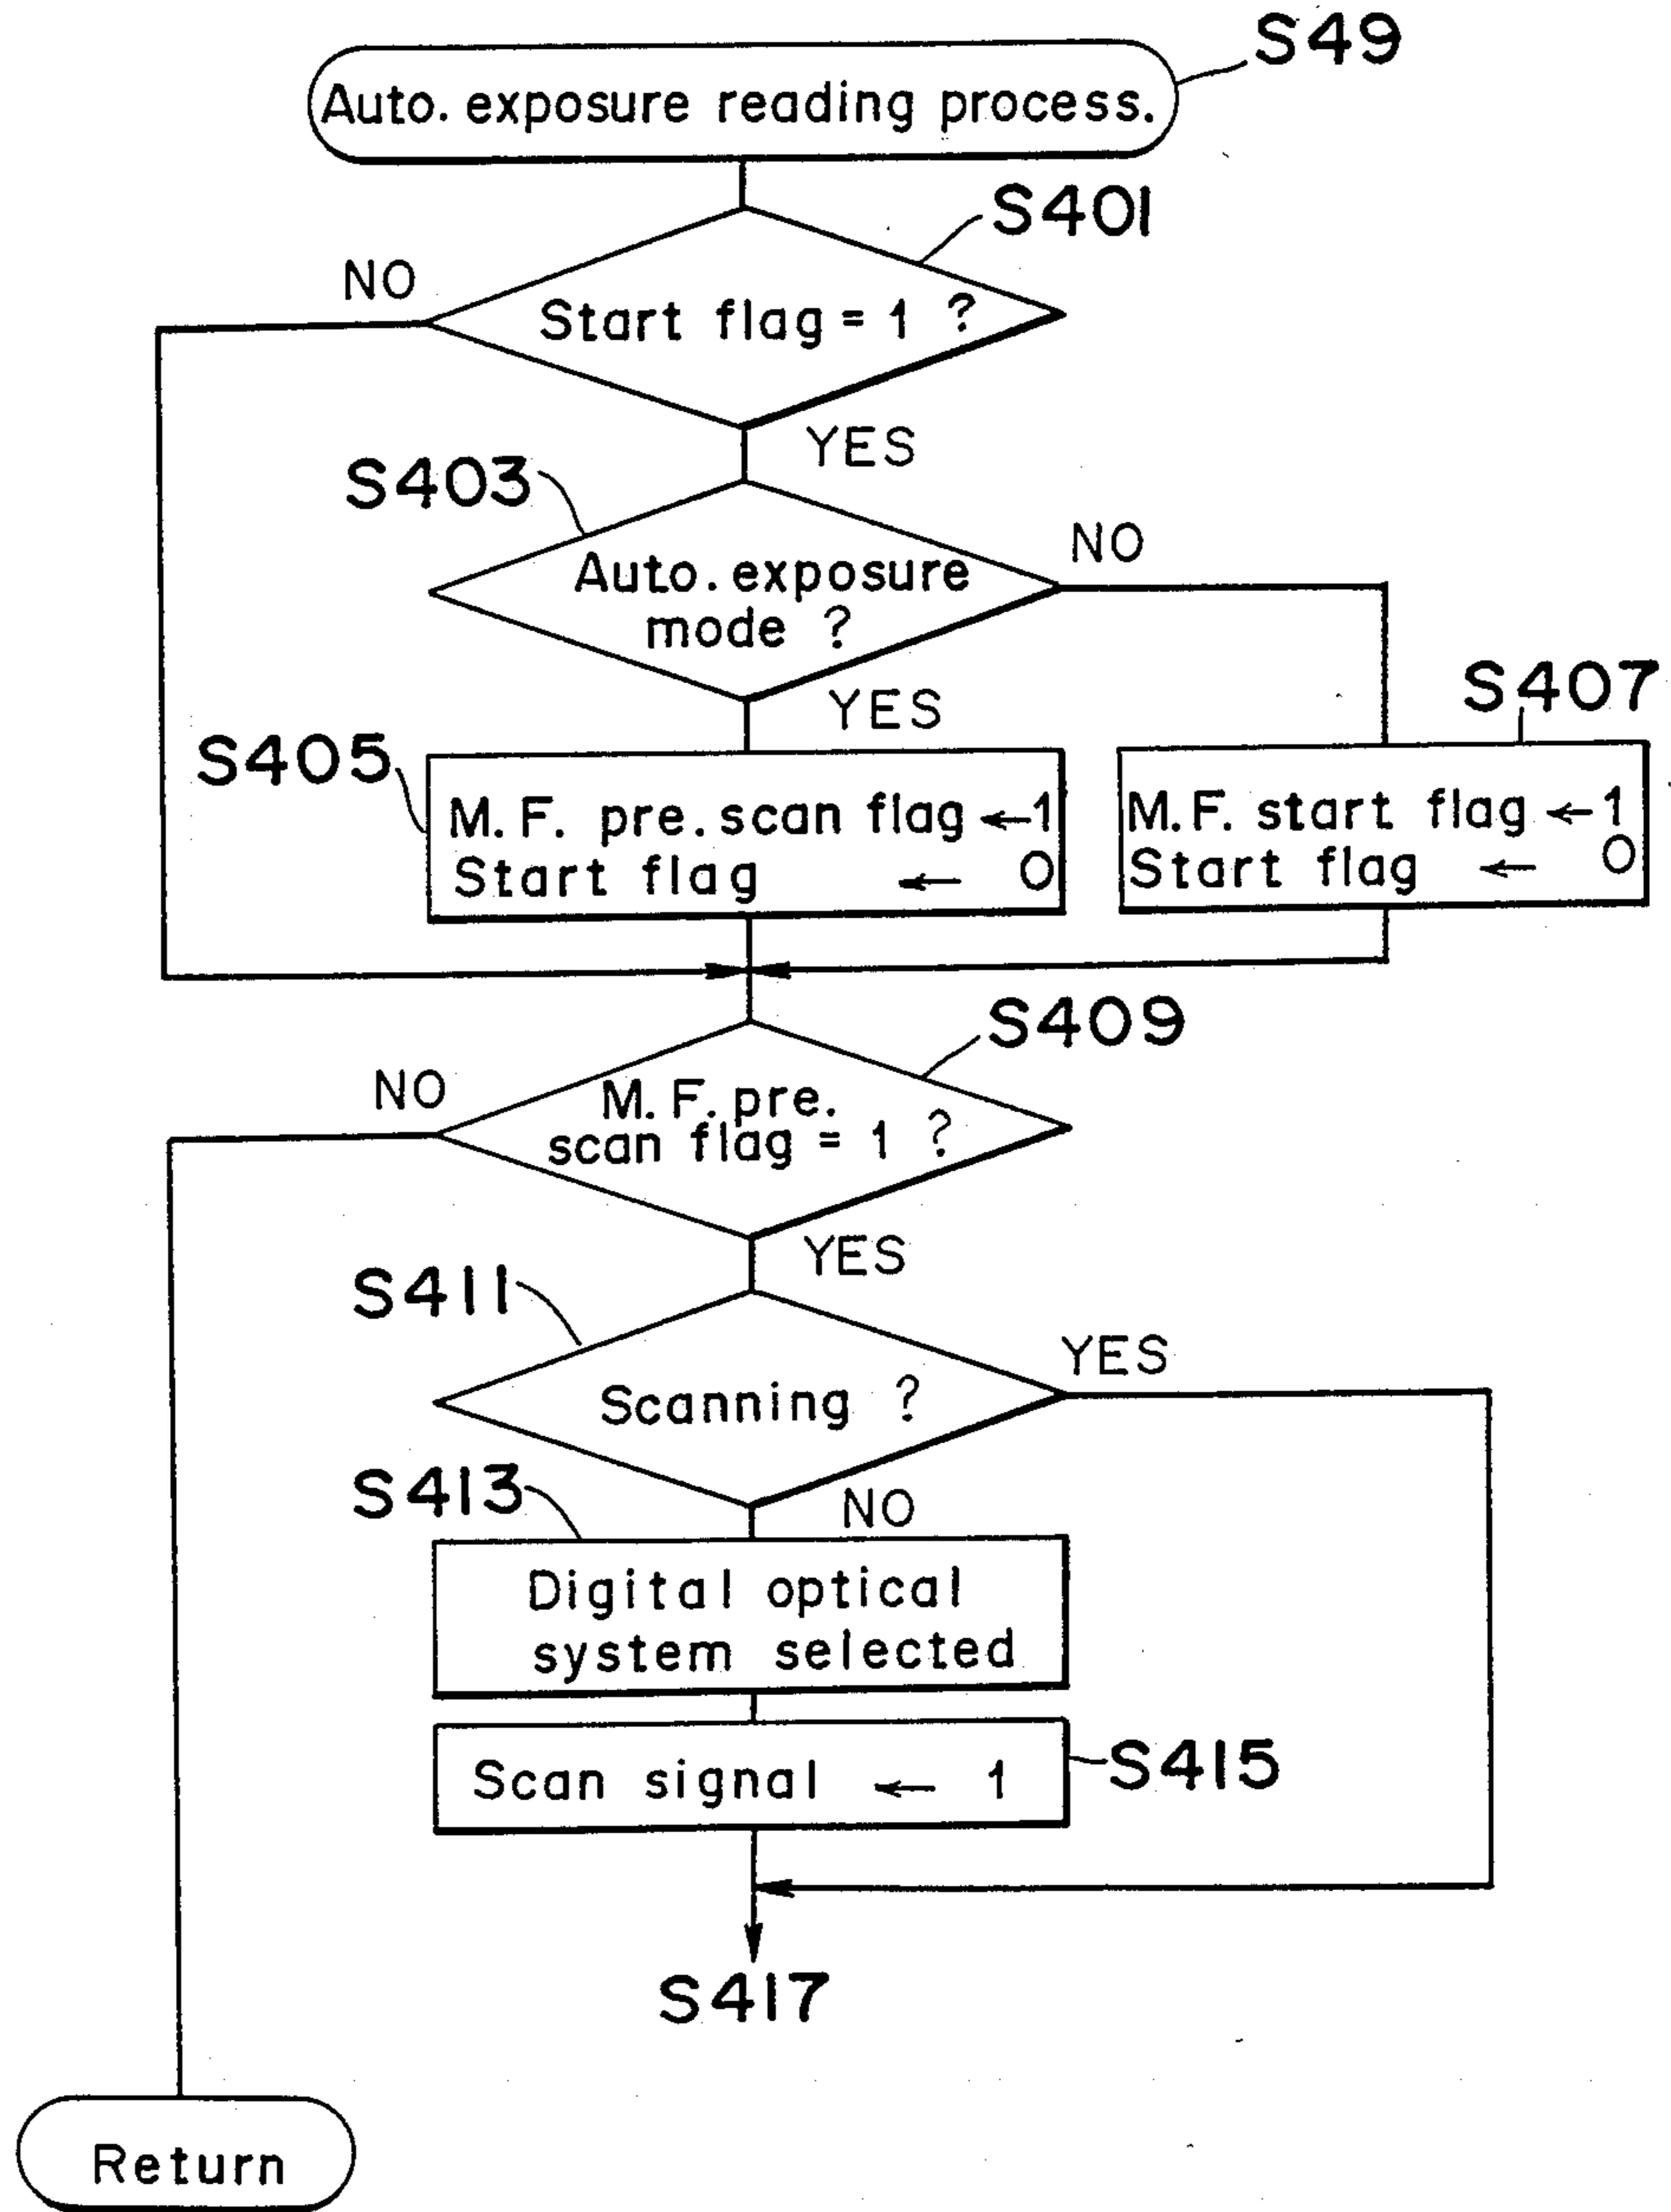 S49
Auto. exposure reading process.
S401
NO
Start flag = 1 ?
YES
S403
NO
Auto. exposure
mode ?
S407
YES
S405
M.F. pre. scan flag ← 1
Start flag ← 0
M.F. start flag ← 1
Start flag ← 0
S409
NO
M.F. pre.
scan flag = 1 ?
YES
S411
YES
Scanning ?
S413
NO
Digital optical
system selected
Scan signal ← 1
S415
S417
Return